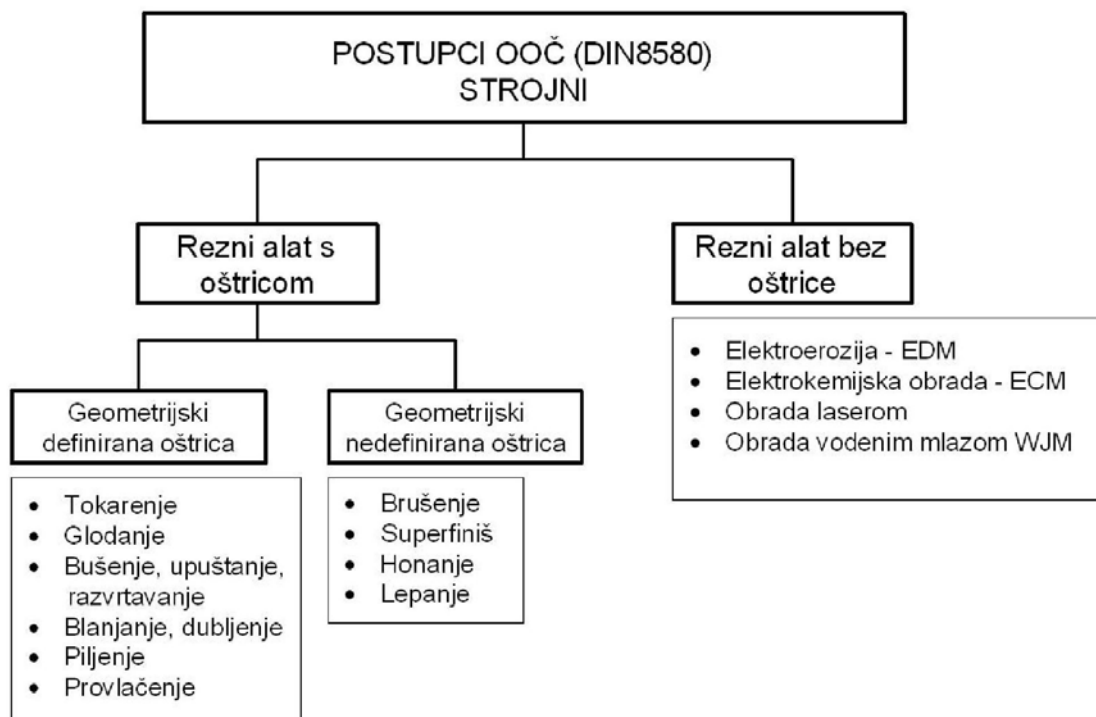 POSTUPCI OOČ (DIN8580)
STROJNI
Rezni alat s
oštricom
Rezni alat bez
oštrice
Geometrijski
definirana oštrica
Geometrijski
nedefinirana oštrica
• Elektroerozija - EDM
• Elektrokemijska obrada - ECM
• Obrada laserom
• Obrada vodenim mlazom WJM
• Tokarenje
• Glodanje
• Bušenje, upuštanje,
razvrtavanje
• Blanjanje, dubljenje
• Piljenje
• Provlačenje
• Brušenje
• Superfiniš
• Honanje
• Lepanje